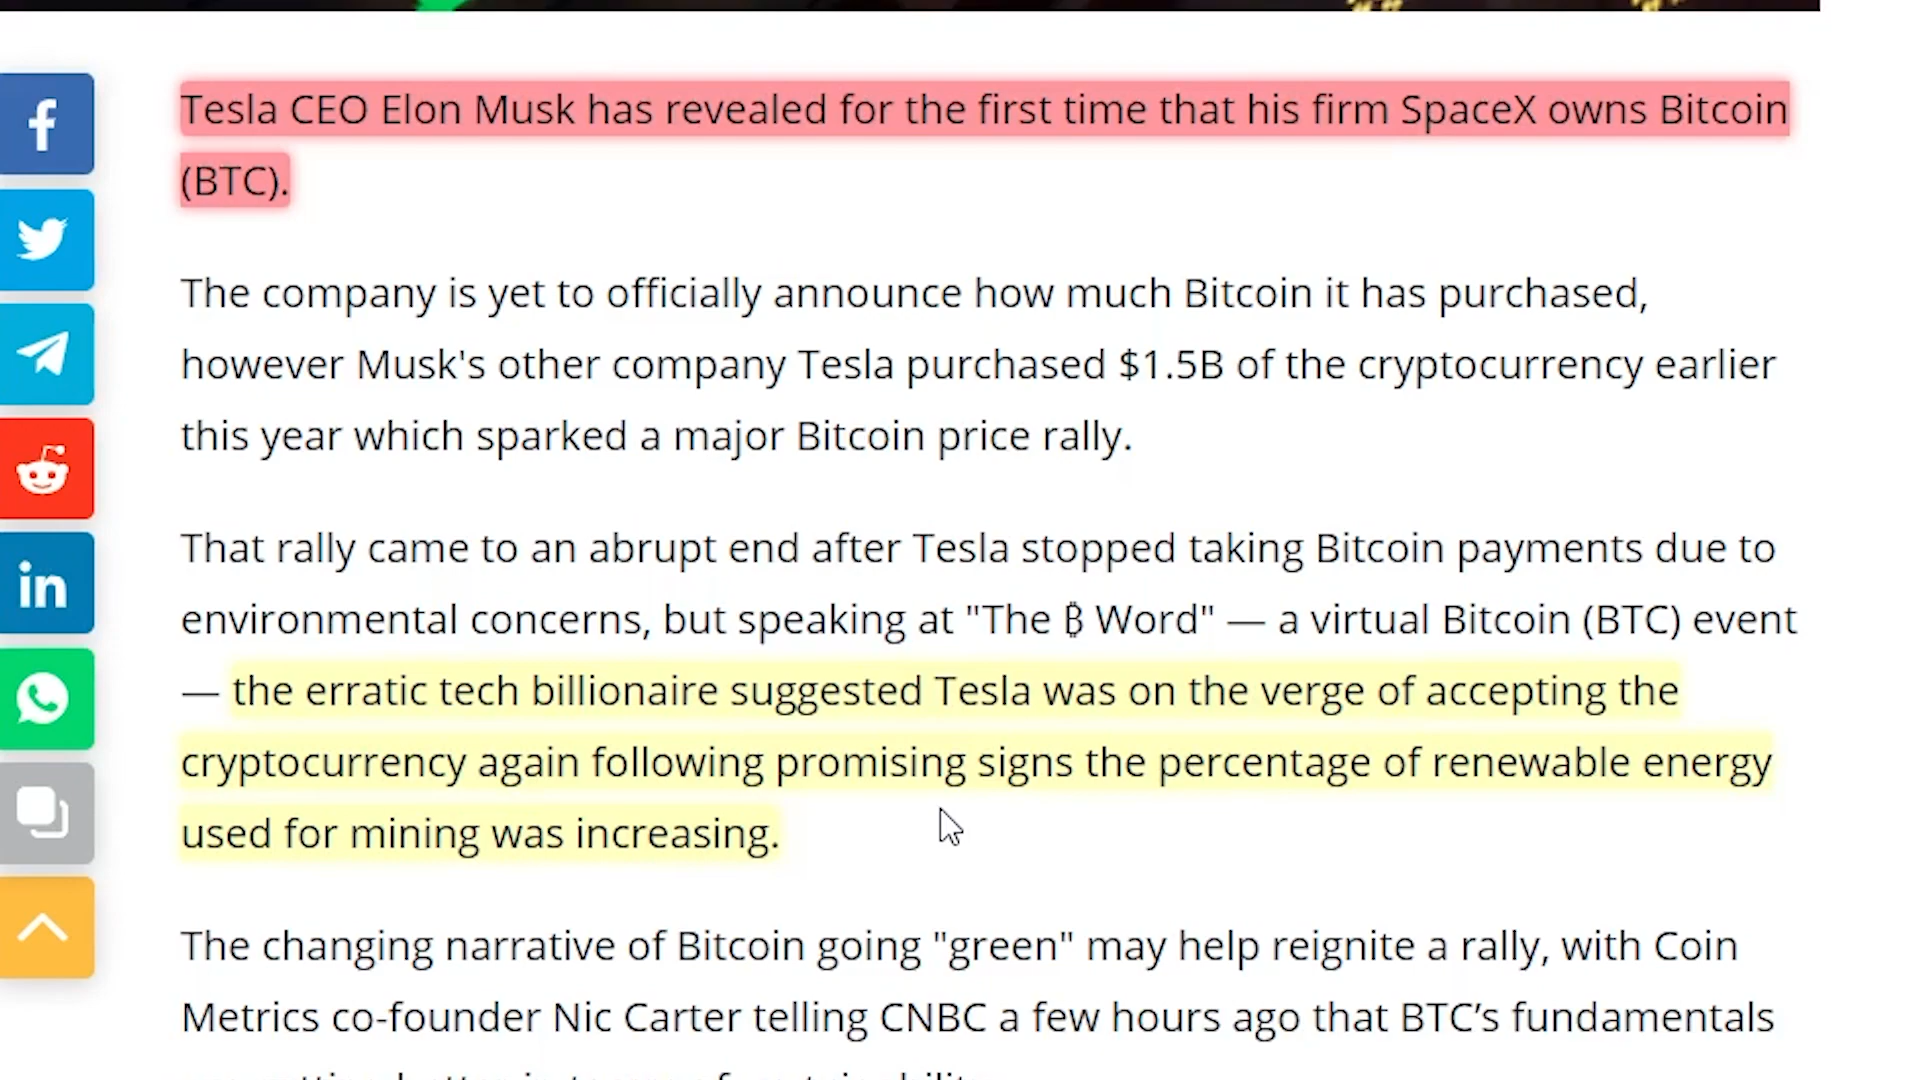 Tesla CEO Elon Musk has revealed for the first time that his firm SpaceX owns Bitcoin
(BTC).
The company is yet to officially announce how much Bitcoin it has purchased,
however Musk's other company Tesla purchased $1.5B of the cryptocurrency earlier
this year which sparked a major Bitcoin price rally.
That rally came to an abrupt end after Tesla stopped taking Bitcoin payments due to
environmental concerns, but speaking at "The ₿ Word" — a virtual Bitcoin (BTC) event
— the erratic tech billionaire suggested Tesla was on the verge of accepting the
cryptocurrency again following promising signs the percentage of renewable energy
used for mining was increasing.
The changing narrative of Bitcoin going "green" may help reignite a rally, with Coin
Metrics co-founder Nic Carter telling CNBC a few hours ago that BTC’s fundamentals